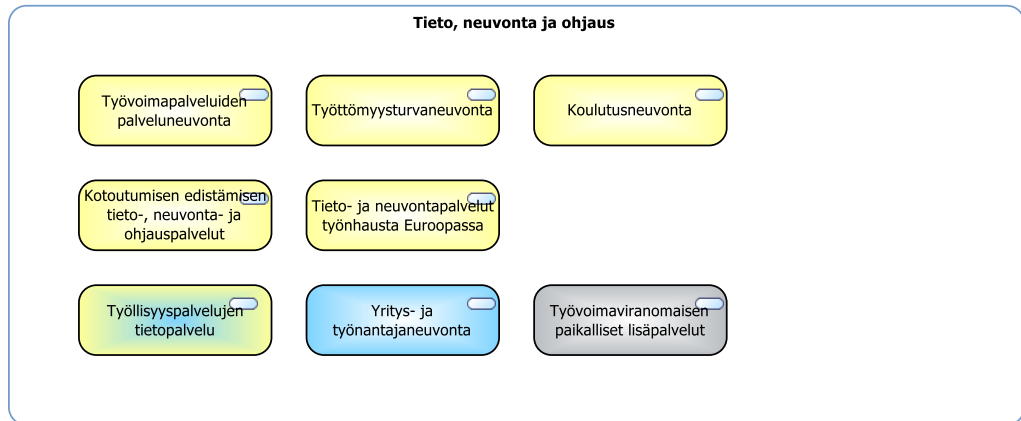 Tieto, neuvonta ja ohjaus
Työvoimapalveluiden
palveluneuvonta
Työttömyysturvaneuvonta
Koulutusneuvonta
Kotoutumisen edistämisen
tieto-, neuvonta- ja
ohjauspalvelut
Tieto- ja neuvontapalvelut
työnhausta Euroopassa
Työllisyyspalvelujen
tietopalvelu
Yritys- ja
työnantajaneuvonta
Työvoimaviranomaisen
paikalliset lisäpalvelut